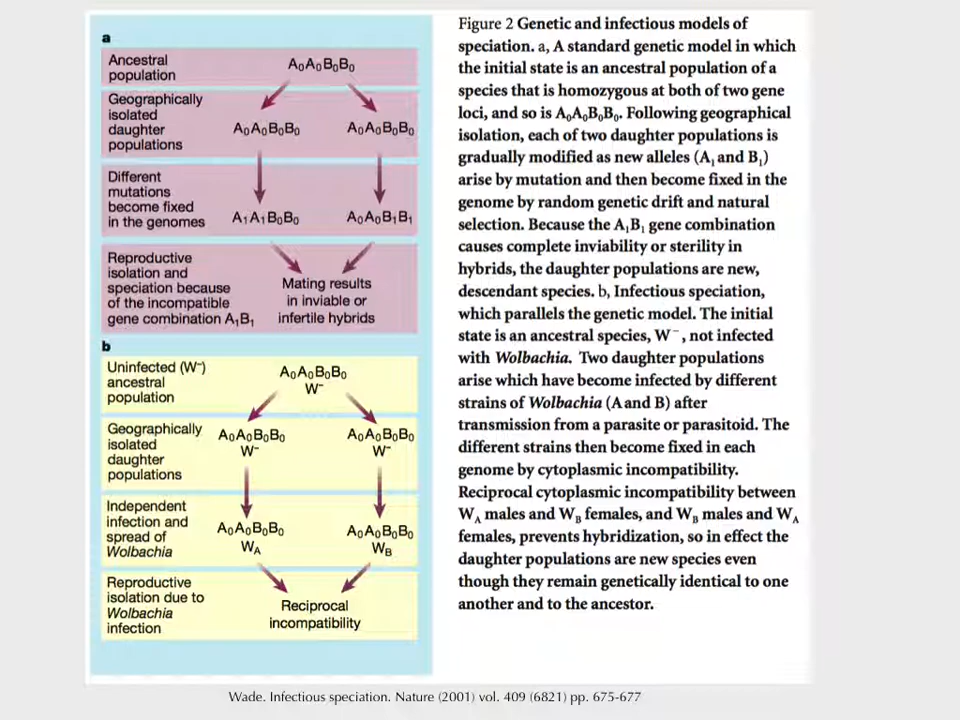 a
Ancestral
population
A₀A₀B₀B₀
Geographically
isolated
daughter
populations
A₀A₀B₀B₀ A₀A₀B₀B₀
Different
mutations
become fixed
in the genomes
A₁A₁B₀B₀ A₀A₀B₁B₁
Reproductive
isolation and
speciation because
of the incompatible
gene combination A₁B₁
Mating results
in inviable or
infertile hybrids
b
Uninfected (W⁻)
ancestral
population
A₀A₀B₀B₀
W⁻
Geographically
isolated
daughter
populations
A₀A₀B₀B₀ A₀A₀B₀B₀
W⁻ W⁻
Independent
infection and
spread of
Wolbachia
A₀A₀B₀B₀ A₀A₀B₀B₀
W_A W_B
Reproductive
isolation due to
Wolbachia
infection
Reciprocal
incompatibility
Figure 2 Genetic and infectious models of
speciation. a, A standard genetic model in which
the initial state is an ancestral population of a
species that is homozygous at both of two gene
loci, and so is A₀A₀B₀B₀. Following geographical
isolation, each of two daughter populations is
gradually modified as new alleles (A₁ and B₁)
arise by mutation and then become fixed in the
genome by random genetic drift and natural
selection. Because the A₁B₁ gene combination
causes complete inviability or sterility in
hybrids, the daughter populations are new,
descendant species. b, Infectious speciation,
which parallels the genetic model. The initial
state is an ancestral species, W⁻, not infected
with Wolbachia. Two daughter populations
arise which have become infected by different
strains of Wolbachia (A and B) after
transmission from a parasite or parasitoid. The
different strains then become fixed in each
genome by cytoplasmic incompatibility.
Reciprocal cytoplasmic incompatibility between
W_A males and W_B females, and W_B males and W_A
females, prevents hybridization, so in effect the
daughter populations are new species even
though they remain genetically identical to one
another and to the ancestor.
Wade. Infectious speciation. Nature (2001) vol. 409 (6821) pp. 675-677